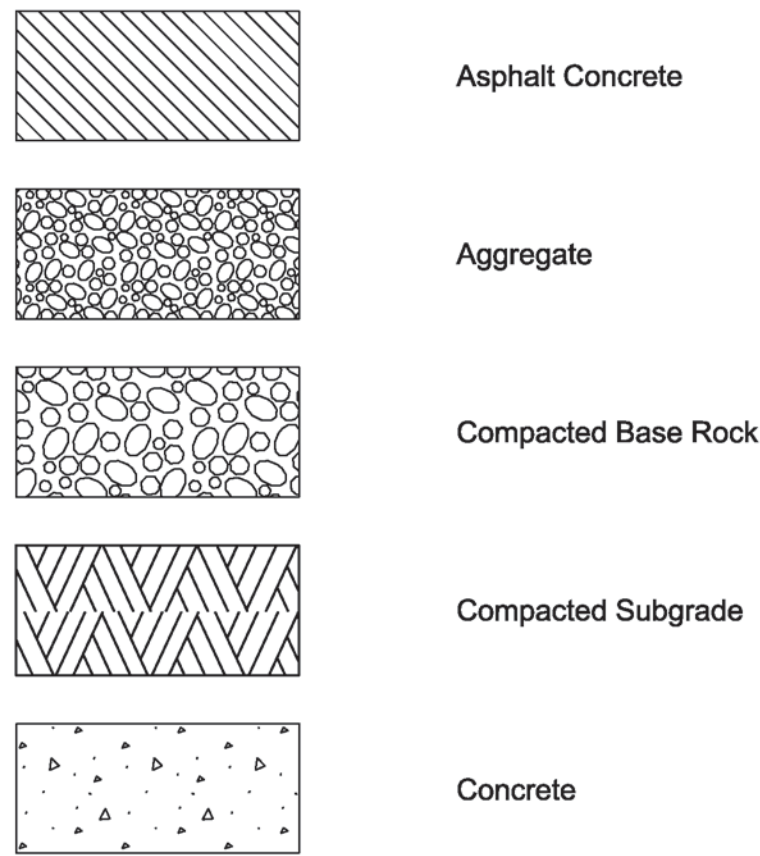 Asphalt Concrete
Aggregate
Compacted Base Rock
Compacted Subgrade
Concrete